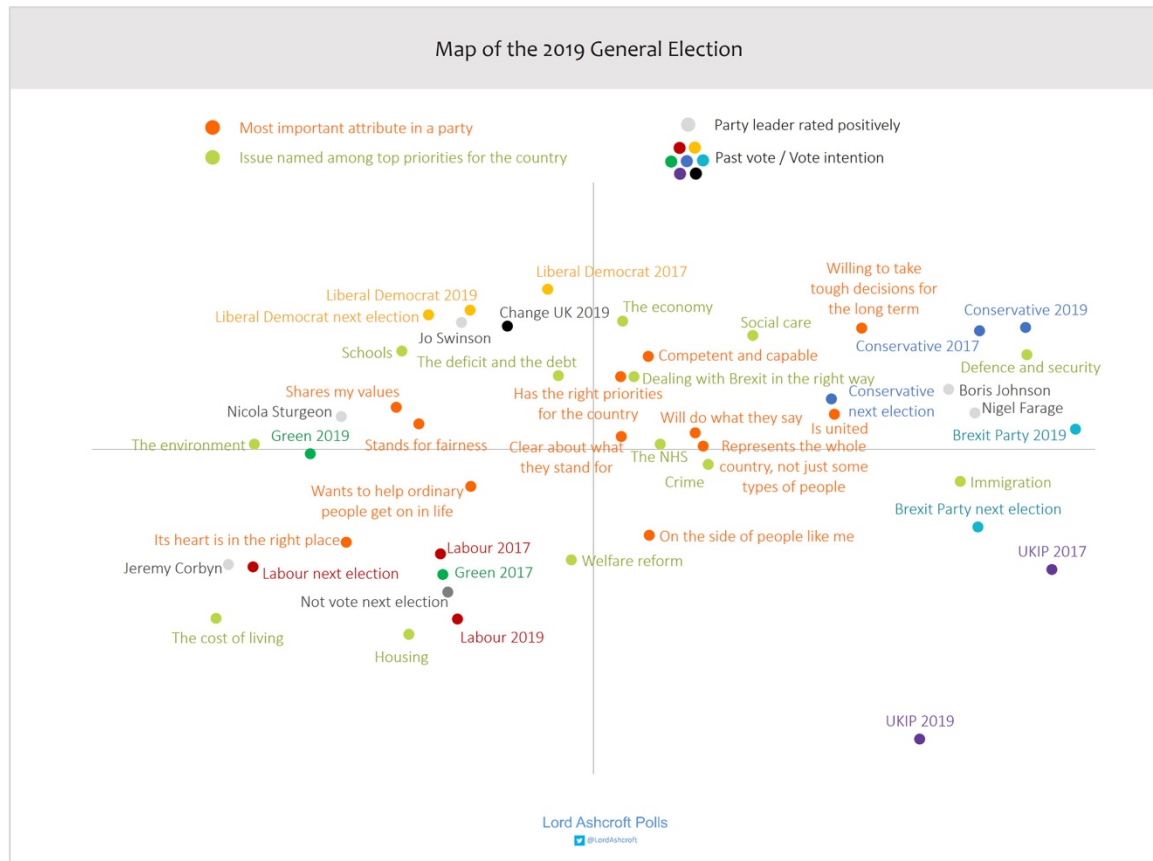 Map of the 2019 General Election
Most important attribute in a party
Party leader rated positively
Issue named among top priorities for the country
Past vote / Vote intention
Liberal Democrat 2017
Willing to take
tough decisions for
the long term
Liberal Democrat 2019
Liberal Democrat next election
Change UK 2019
The economy
Conservative 2019
Jo Swinson
Social care
Conservative 2017
Schools
The deficit and the debt
Competent and capable
Defence and security
Dealing with Brexit in the right way
Shares my values
Has the right priorities
for the country
Conservative
next election
Boris Johnson
Nicola Sturgeon
Nigel Farage
Green 2019
Will do what they say
Is united
Brexit Party 2019
The environment
Stands for fairness
Clear about what
they stand for
The NHS
Represents the whole
country, not just some
types of people
Crime
Immigration
Wants to help ordinary
people get on in life
Brexit Party next election
Its heart is in the right place
On the side of people like me
Labour 2017
UKIP 2017
Jeremy Corbyn
Labour next election
Green 2017
Welfare reform
Not vote next election
The cost of living
Labour 2019
Housing
UKIP 2019
Lord Ashcroft Polls
@LordAshcroft